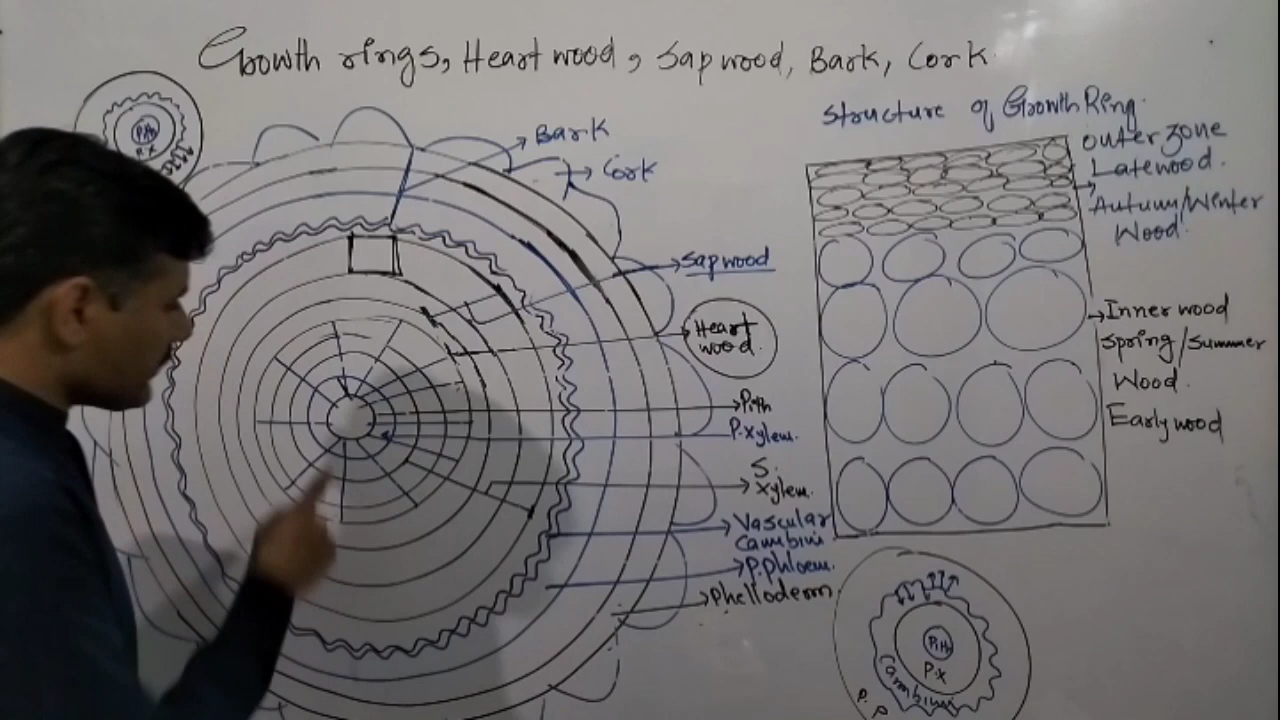 Growth rings, Heart wood, Sap wood, Bark, Cork.
Pith
P.X
Bark
Cork
Sap wood
Heart
wood.
Pith
P.xylem.
S.
xylem.
Vascular
Cambium
P.phloem.
Phelloderm
Structure of Growth Ring.
outer zone
Latewood.
Autumn/Winter
Wood.
Inner wood
Spring/Summer
Wood.
Early wood
Pith
P.X
Cambium
P.P